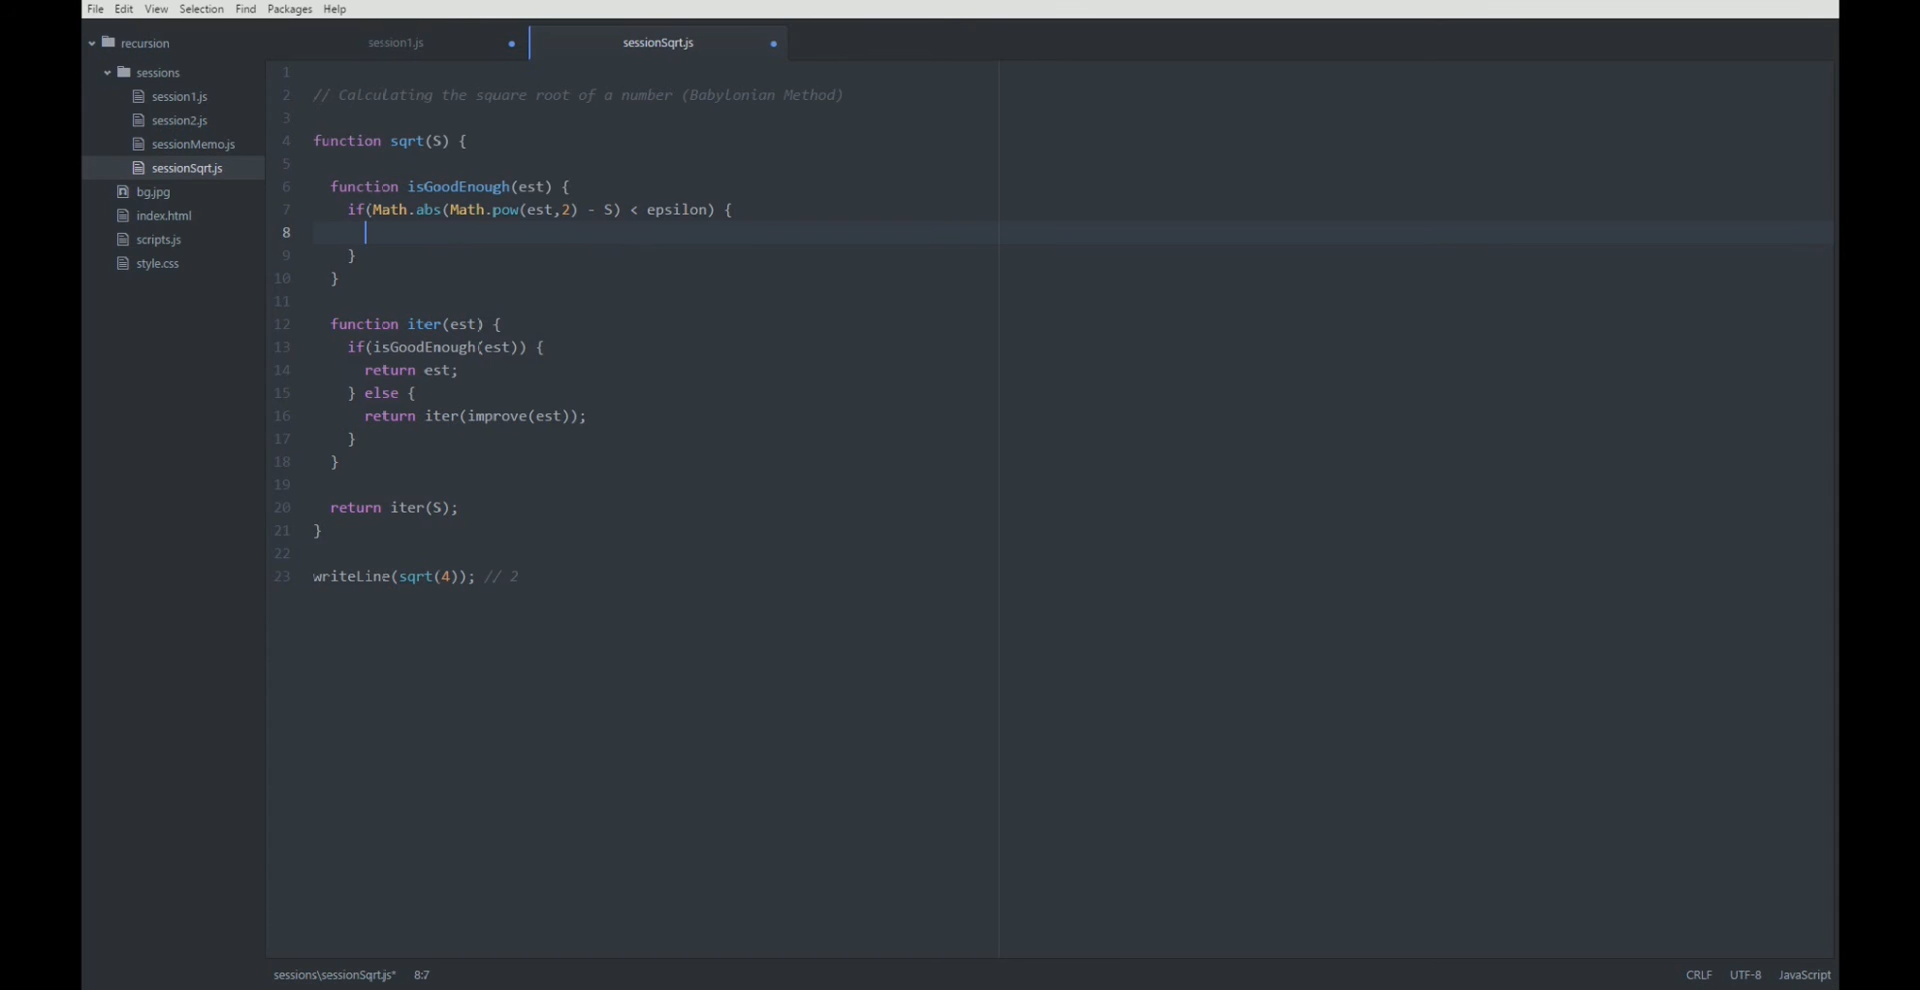 File Edit View Selection Find Packages Help
recursion
sessions
session1.js
session2.js
sessionMemo.js
sessionSqrt.js
bg.jpg
index.html
scripts.js
style.css
session1.js
sessionSqrt.js
1
2 // Calculating the square root of a number (Babylonian Method)
3
4 function sqrt(S) {
5
6 function isGoodEnough(est) {
7 if(Math.abs(Math.pow(est,2) - S) < epsilon) {
8
9 }
10 }
11
12 function iter(est) {
13 if(isGoodEnough(est)) {
14 return est;
15 } else {
16 return iter(improve(est));
17 }
18 }
19
20 return iter(S);
21 }
22
23 writeLine(sqrt(4)); // 2
sessions\sessionSqrt.js* 8:7 CRLF UTF-8 JavaScript